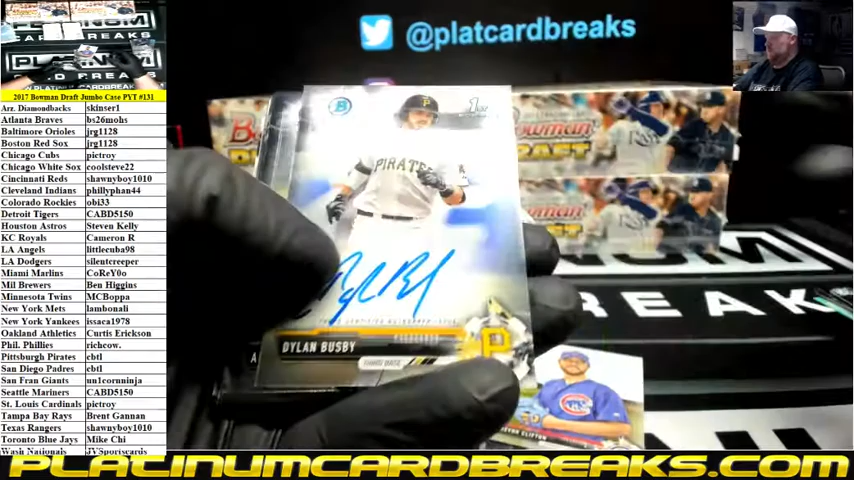 @platcardbreaks
2017 Bowman Draft Jumbo Case PYT #131
Arz. Diamondbacks skinser1
Atlanta Braves bs26mohs
Baltimore Orioles jrg1128
Boston Red Sox jrg1128
Chicago Cubs pictroy
Chicago White Sox coolsteve22
Cincinnati Reds shawnyboy1010
Cleveland Indians phillyphan44
Colorado Rockies obi33
Detroit Tigers CABD5150
Houston Astros Steven Kelly
KC Royals Cameron R
LA Angels littlecuba98
LA Dodgers silentcreeper
Miami Marlins CoReY0o
Mil Brewers Ben Higgins
Minnesota Twins MCBoppa
New York Mets lambonali
New York Yankees issaca1978
Oakland Athletics Curtis Erickson
Phil. Phillies richcow.
Pittsburgh Pirates cbtl
San Diego Padres cbtl
San Fran Giants un1cornninja
Seattle Mariners CABD5150
St. Louis Cardinals pictroy
Tampa Bay Rays Brent Gannan
Texas Rangers shawnyboy1010
Toronto Blue Jays Mike Chi
Wash Nationals JVSportscards
1st
PIRATES
P
DYLAN BUSBY
Bowman
DRAFT
PLATINUMCARDBREAKS.COM